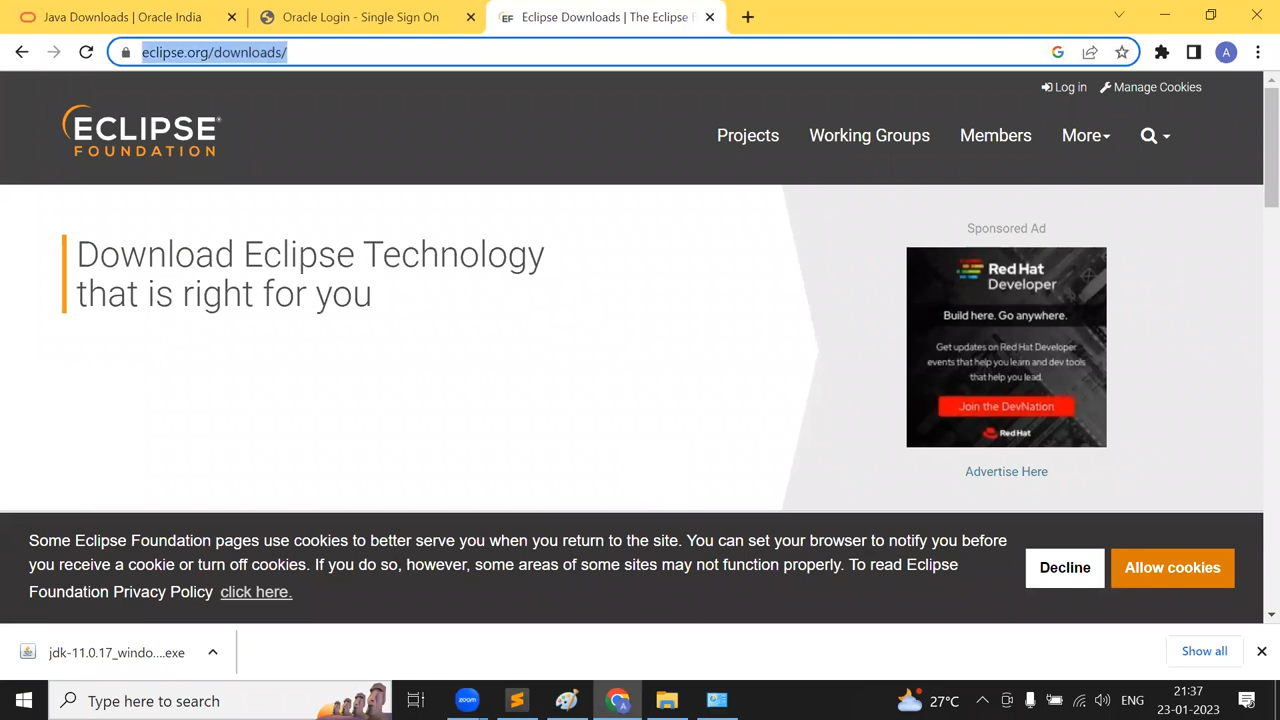 Java Downloads | Oracle India
Oracle Login - Single Sign On
EF Eclipse Downloads | The Eclipse F
eclipse.org/downloads/
A
Log in
Manage Cookies
ECLIPSE
FOUNDATION
Projects
Working Groups
Members
More
Download Eclipse Technology
that is right for you
Sponsored Ad
Red Hat
Developer
Build here. Go anywhere.
Get updates on Red Hat Developer
events that help you learn and dev tools
that help you lead.
Join the DevNation
Red Hat
Advertise Here
Some Eclipse Foundation pages use cookies to better serve you when you return to the site. You can set your browser to notify you before
you receive a cookie or turn off cookies. If you do so, however, some areas of some sites may not function properly. To read Eclipse
Foundation Privacy Policy click here.
Decline
Allow cookies
jdk-11.0.17_windo....exe
Show all
Type here to search
zoom
27°C
ENG
21:37
23-01-2023